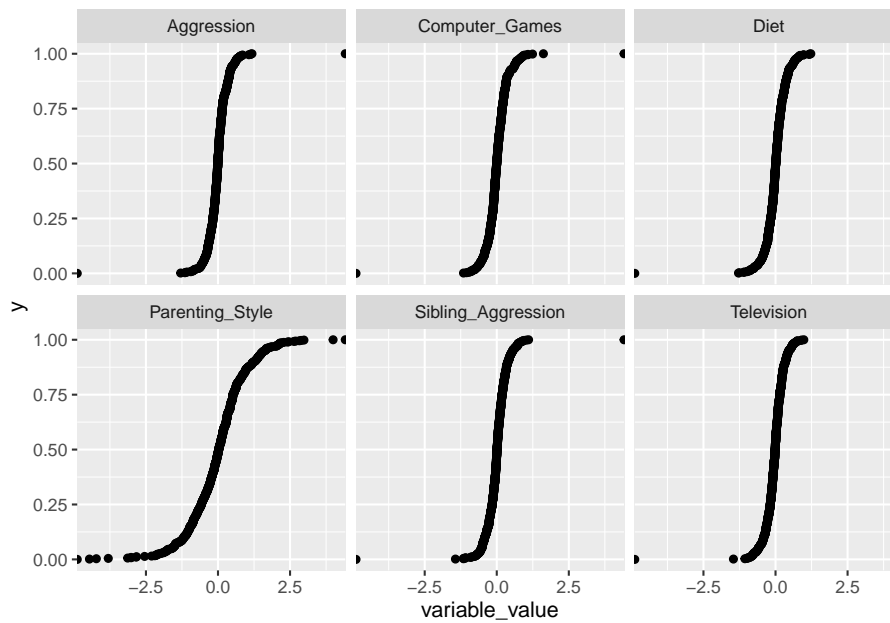 Aggression
Computer_Games
Diet
1.00
0.75
0.50
0.25
0.00
y
Parenting_Style
Sibling_Aggression
Television
1.00
0.75
0.50
0.25
0.00
−2.5 0.0 2.5
−2.5 0.0 2.5
−2.5 0.0 2.5
variable_value